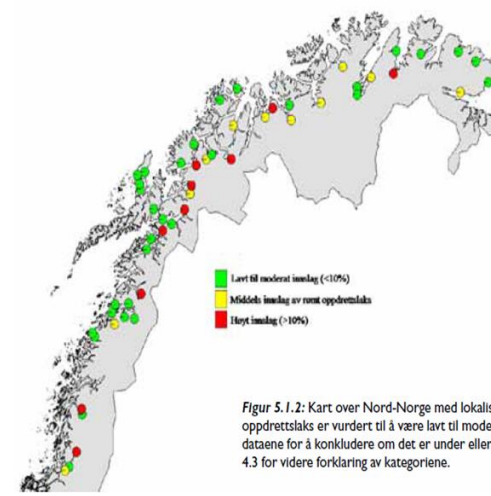 Lavt til moderat innslag (<10%)
Middels innslag av rømt oppdrettslaks
Høyt innslag (>10%)
Figur 5.1.2: Kart over Nord-Norge med lokalis
oppdrettslaks er vurdert til å være lavt til mode
dataene for å konkludere om det er under eller
4.3 for videre forklaring av kategoriene.